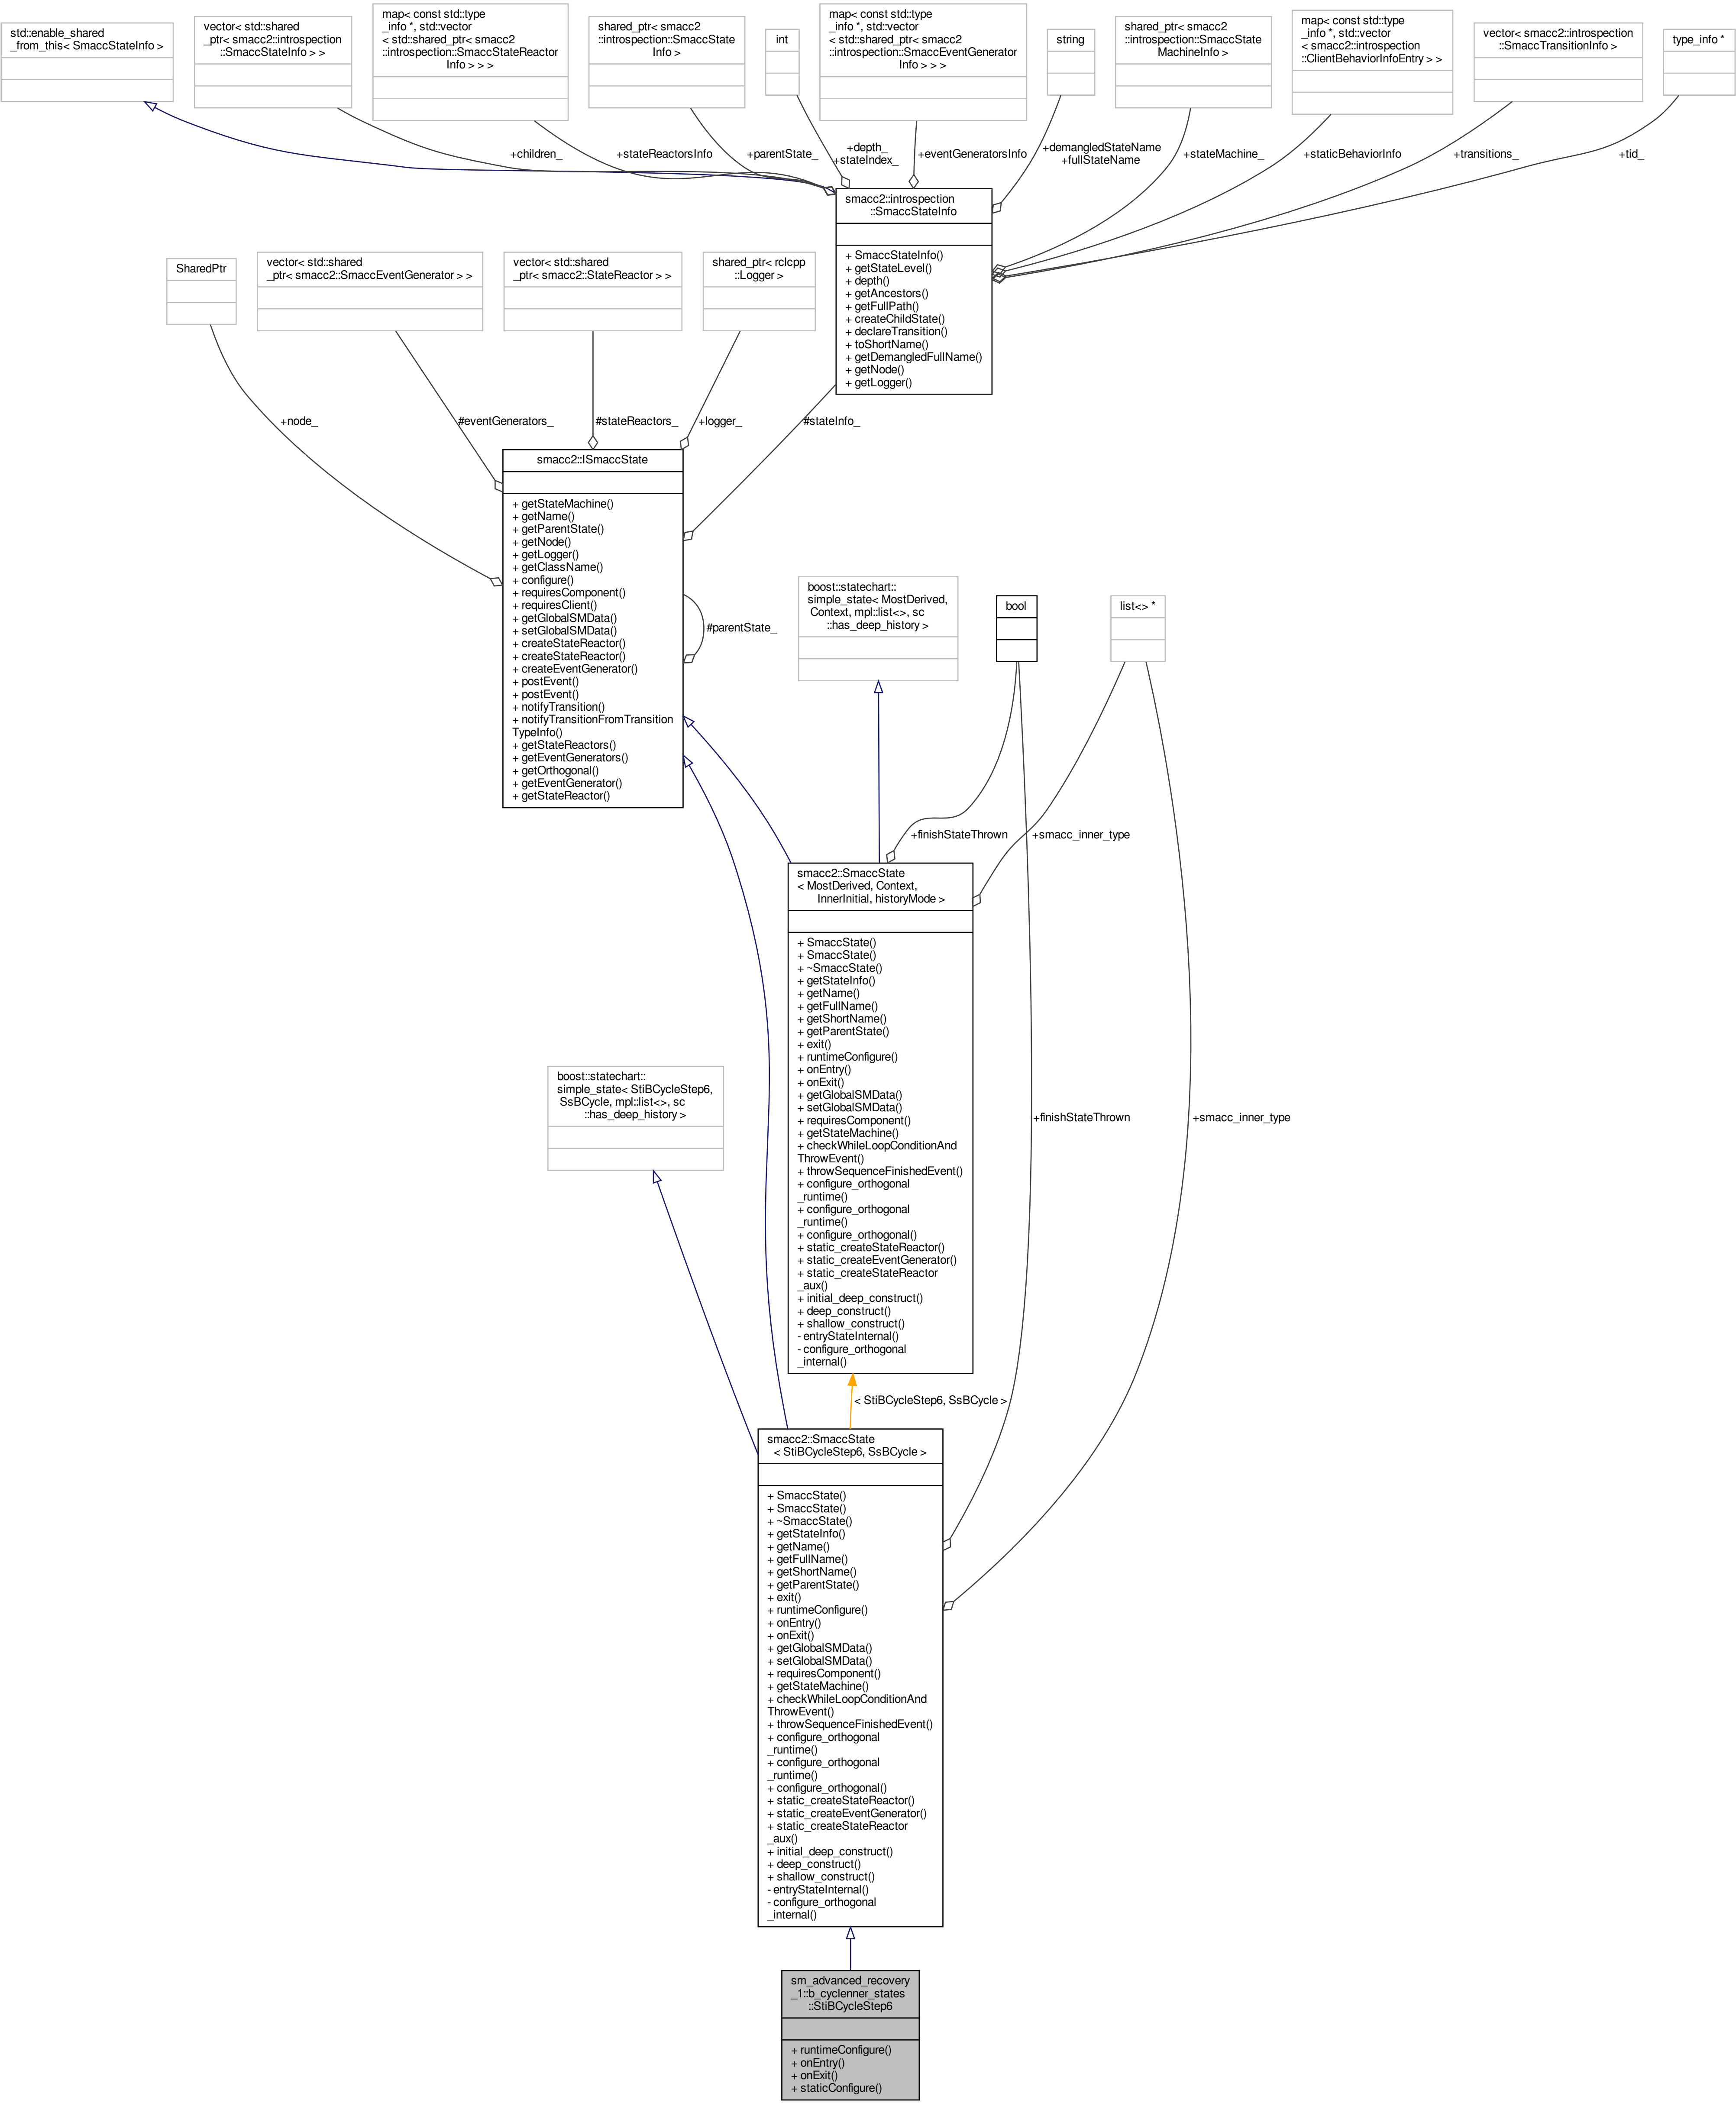 std::enable_shared
_from_this< SmaccStateInfo >
vector< std::shared
_ptr< smacc2::introspection
::SmaccStateInfo > >
map< const std::type
_info *, std::vector
< std::shared_ptr< smacc2
::introspection::SmaccStateReactor
Info > > >
shared_ptr< smacc2
::introspection::SmaccState
Info >
int
map< const std::type
_info *, std::vector
< std::shared_ptr< smacc2
::introspection::SmaccEventGenerator
Info > > >
string
shared_ptr< smacc2
::introspection::SmaccState
MachineInfo >
map< const std::type
_info *, std::vector
< smacc2::introspection
::ClientBehaviorInfoEntry > >
vector< smacc2::introspection
::SmaccTransitionInfo >
type_info *
+children_
+stateReactorsInfo
+parentState_
+depth_
+stateIndex_
+eventGeneratorsInfo
+demangledStateName
+fullStateName
+stateMachine_
+staticBehaviorInfo
+transitions_
+tid_
smacc2::introspection
::SmaccStateInfo
+ SmaccStateInfo()
+ getStateLevel()
+ depth()
+ getAncestors()
+ getFullPath()
+ createChildState()
+ declareTransition()
+ toShortName()
+ getDemangledFullName()
+ getNode()
+ getLogger()
SharedPtr
vector< std::shared
_ptr< smacc2::SmaccEventGenerator > >
vector< std::shared
_ptr< smacc2::StateReactor > >
shared_ptr< rclcpp
::Logger >
+node_
#eventGenerators_
#stateReactors_
+logger_
#stateInfo_
smacc2::ISmaccState
+ getStateMachine()
+ getName()
+ getParentState()
+ getNode()
+ getLogger()
+ getClassName()
+ configure()
+ requiresComponent()
+ requiresClient()
+ getGlobalSMData()
+ setGlobalSMData()
+ createStateReactor()
+ createStateReactor()
+ createEventGenerator()
+ postEvent()
+ postEvent()
+ notifyTransition()
+ notifyTransitionFromTransition
TypeInfo()
+ getStateReactors()
+ getEventGenerators()
+ getOrthogonal()
+ getEventGenerator()
+ getStateReactor()
#parentState_
boost::statechart::
simple_state< MostDerived,
Context, mpl::list<>, sc
::has_deep_history >
bool
list<> *
+finishStateThrown
+smacc_inner_type
smacc2::SmaccState
< MostDerived, Context,
InnerInitial, historyMode >
+ SmaccState()
+ SmaccState()
+ ~SmaccState()
+ getStateInfo()
+ getName()
+ getFullName()
+ getShortName()
+ getParentState()
+ exit()
+ runtimeConfigure()
+ onEntry()
+ onExit()
+ getGlobalSMData()
+ setGlobalSMData()
+ requiresComponent()
+ getStateMachine()
+ checkWhileLoopConditionAnd
ThrowEvent()
+ throwSequenceFinishedEvent()
+ configure_orthogonal
_runtime()
+ configure_orthogonal
_runtime()
+ configure_orthogonal()
+ static_createStateReactor()
+ static_createEventGenerator()
+ static_createStateReactor
_aux()
+ initial_deep_construct()
+ deep_construct()
+ shallow_construct()
- entryStateInternal()
- configure_orthogonal
_internal()
boost::statechart::
simple_state< StiBCycleStep6,
SsBCycle, mpl::list<>, sc
::has_deep_history >
+finishStateThrown
+smacc_inner_type
< StiBCycleStep6, SsBCycle >
smacc2::SmaccState
< StiBCycleStep6, SsBCycle >
+ SmaccState()
+ SmaccState()
+ ~SmaccState()
+ getStateInfo()
+ getName()
+ getFullName()
+ getShortName()
+ getParentState()
+ exit()
+ runtimeConfigure()
+ onEntry()
+ onExit()
+ getGlobalSMData()
+ setGlobalSMData()
+ requiresComponent()
+ getStateMachine()
+ checkWhileLoopConditionAnd
ThrowEvent()
+ throwSequenceFinishedEvent()
+ configure_orthogonal
_runtime()
+ configure_orthogonal
_runtime()
+ configure_orthogonal()
+ static_createStateReactor()
+ static_createEventGenerator()
+ static_createStateReactor
_aux()
+ initial_deep_construct()
+ deep_construct()
+ shallow_construct()
- entryStateInternal()
- configure_orthogonal
_internal()
sm_advanced_recovery
_1::b_cyclenner_states
::StiBCycleStep6
+ runtimeConfigure()
+ onEntry()
+ onExit()
+ staticConfigure()